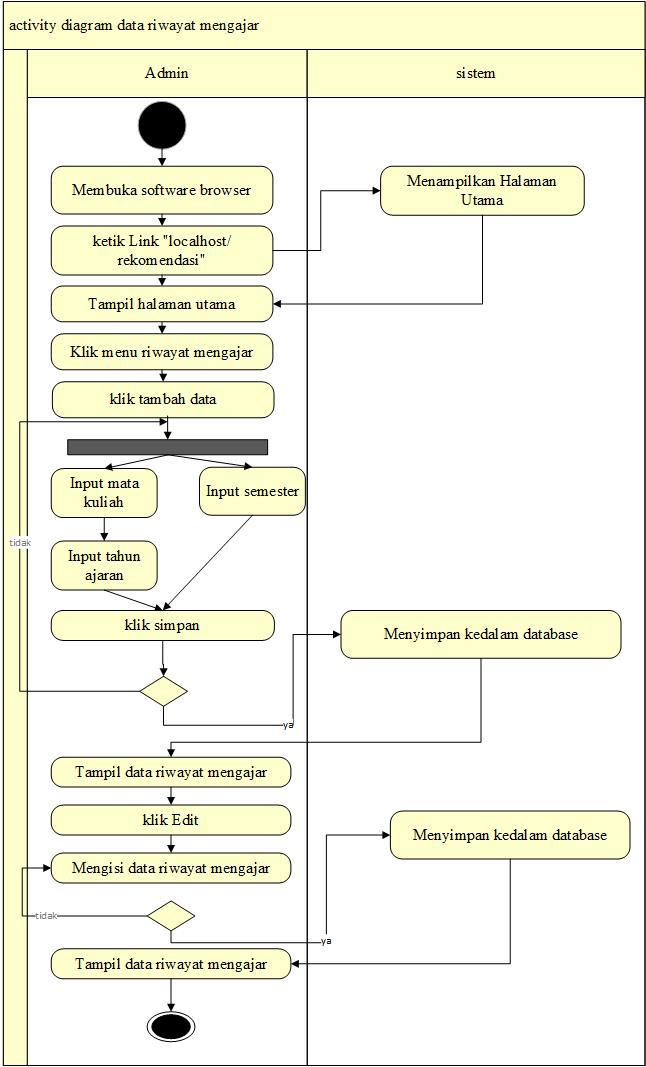 activity diagram data riwayat mengajar
Admin
sistem
Membuka software browser
Menampilkan Halaman
Utama
ketik Link "localhost/
rekomendasi"
Tampil halaman utama
Klik menu riwayat mengajar
klik tambah data
Input mata
kuliah
Input semester
tidak
Input tahun
ajaran
klik simpan
Menyimpan kedalam database
ya
Tampil data riwayat mengajar
klik Edit
Menyimpan kedalam database
Mengisi data riwayat mengajar
tidak
ya
Tampil data riwayat mengajar